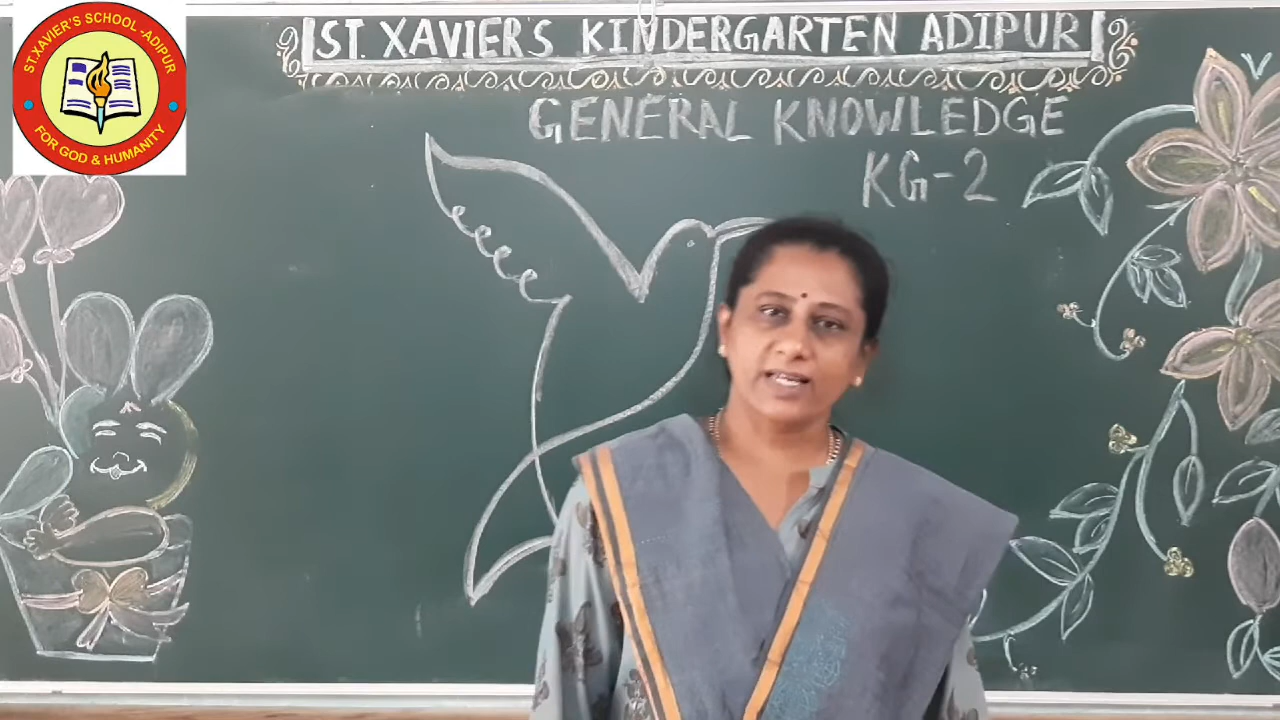 ST. XAVIER'S SCHOOL -ADIPUR
FOR GOD & HUMANITY
ST. XAVIER'S KINDERGARTEN ADIPUR
GENERAL KNOWLEDGE
KG-2